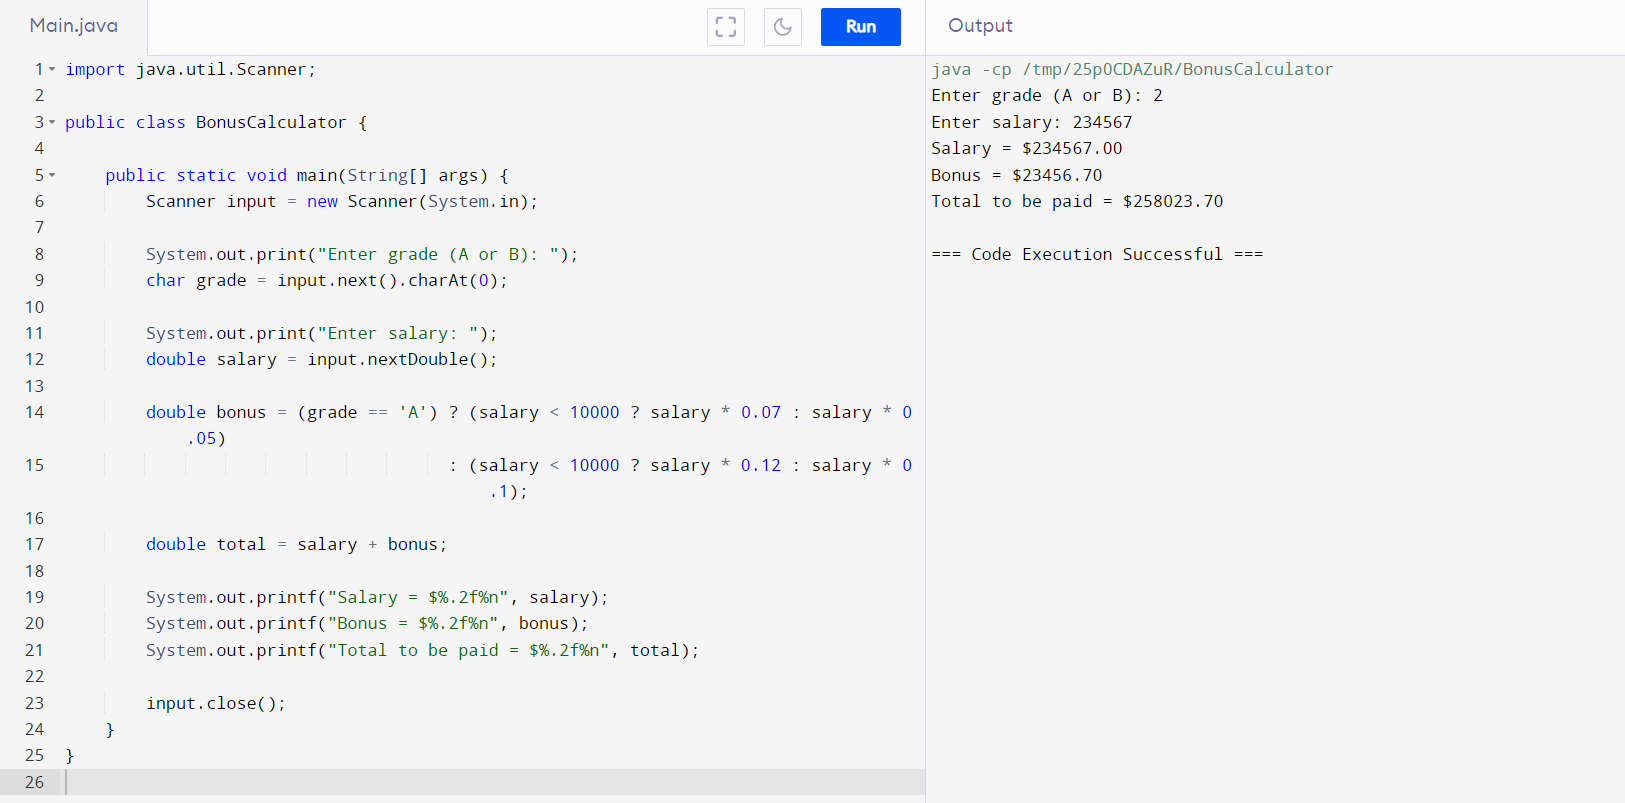 Main.java
Run
Output
1 import java.util.Scanner;
2
3 public class BonusCalculator {
4
5     public static void main(String[] args) {
6         Scanner input = new Scanner(System.in);
7
8         System.out.print("Enter grade (A or B): ");
9         char grade = input.next().charAt(0);
10
11         System.out.print("Enter salary: ");
12         double salary = input.nextDouble();
13
14         double bonus = (grade == 'A') ? (salary < 10000 ? salary * 0.07 : salary * 0
.05)
15                                       : (salary < 10000 ? salary * 0.12 : salary * 0
.1);
16
17         double total = salary + bonus;
18
19         System.out.printf("Salary = $%.2f%n", salary);
20         System.out.printf("Bonus = $%.2f%n", bonus);
21         System.out.printf("Total to be paid = $%.2f%n", total);
22
23         input.close();
24     }
25 }
26
java -cp /tmp/25p0CDAZuR/BonusCalculator
Enter grade (A or B): 2
Enter salary: 234567
Salary = $234567.00
Bonus = $23456.70
Total to be paid = $258023.70
=== Code Execution Successful ===